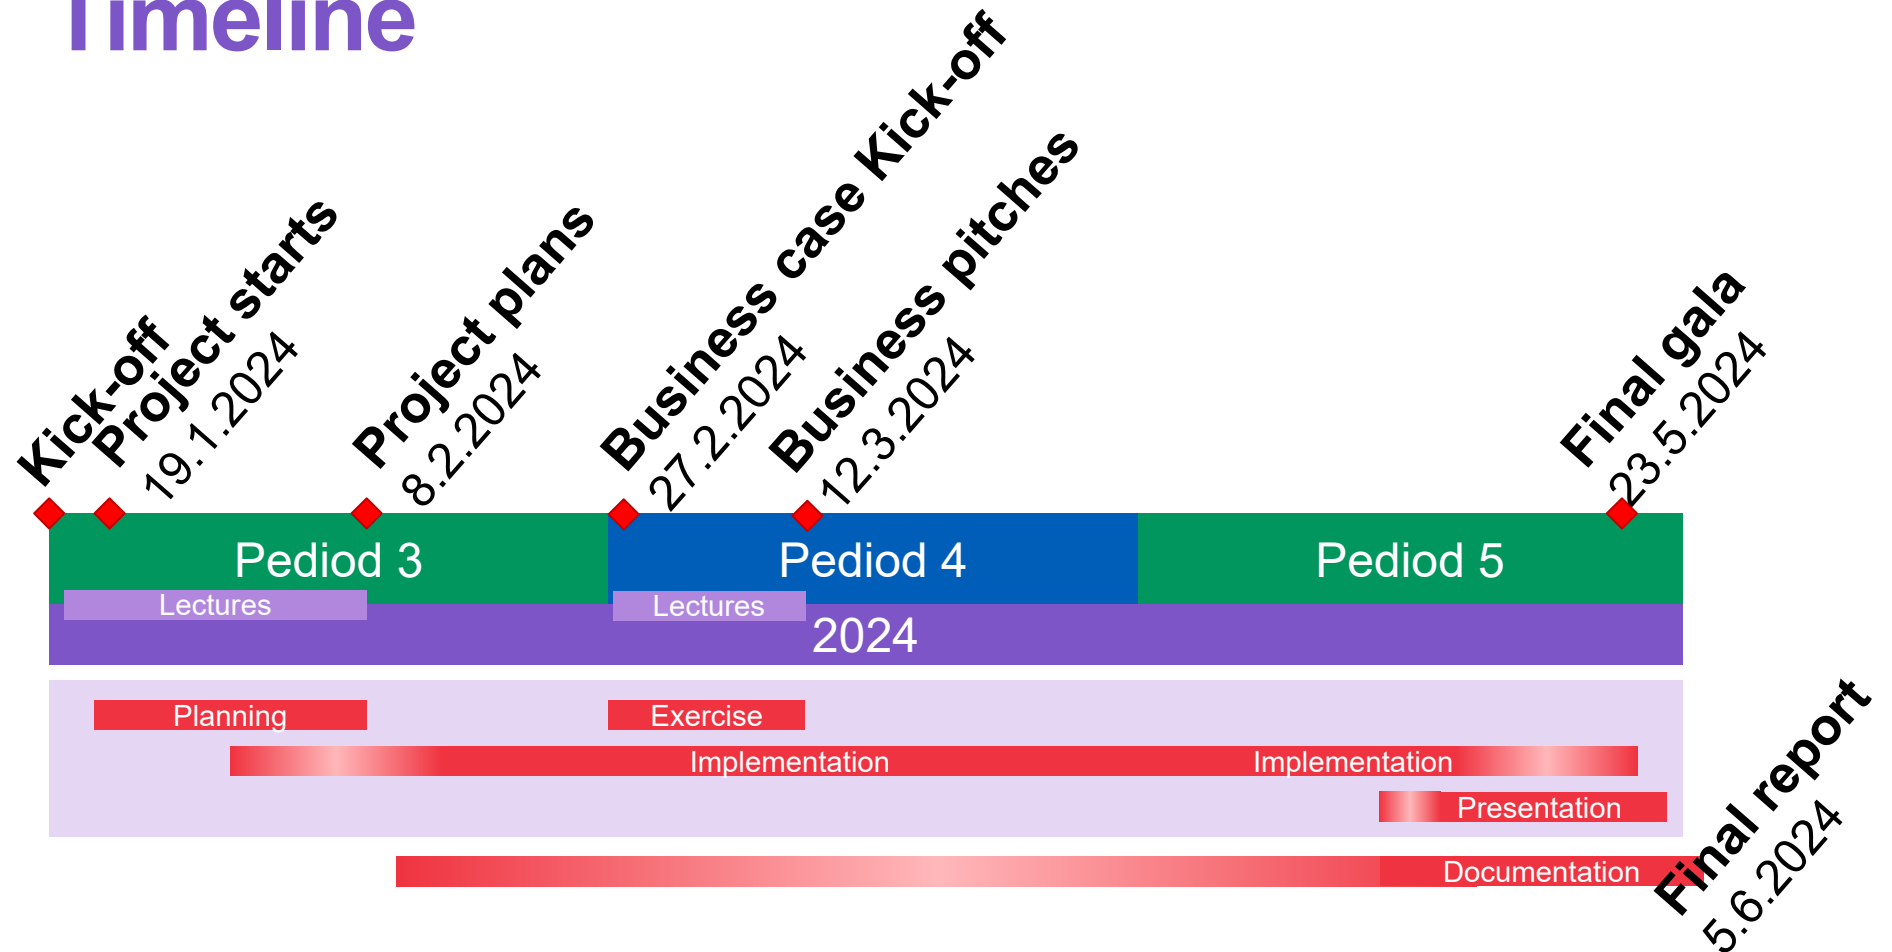 Timeline
Kick-off
Project starts
19.1.2024
Project plans
8.2.2024
Business case Kick-off
27.2.2024
Business pitches
12.3.2024
Final gala
23.5.2024
Pediod 3
Pediod 4
Pediod 5
Lectures
Lectures
2024
Planning
Exercise
Implementation
Implementation
Presentation
Documentation
Final report
5.6.2024